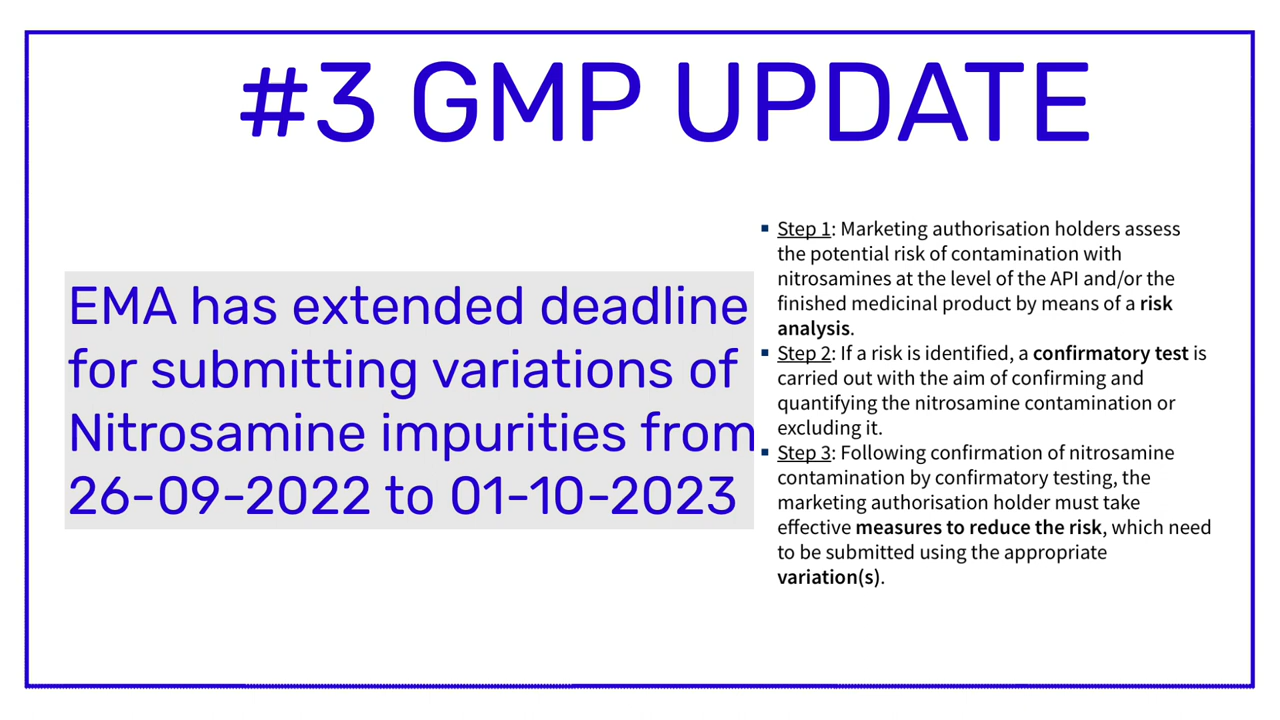 #3 GMP UPDATE
EMA has extended deadline
for submitting variations of
Nitrosamine impurities from
26-09-2022 to 01-10-2023
▪ Step 1: Marketing authorisation holders assess
the potential risk of contamination with
nitrosamines at the level of the API and/or the
finished medicinal product by means of a risk
analysis.
▪ Step 2: If a risk is identified, a confirmatory test is
carried out with the aim of confirming and
quantifying the nitrosamine contamination or
excluding it.
▪ Step 3: Following confirmation of nitrosamine
contamination by confirmatory testing, the
marketing authorisation holder must take
effective measures to reduce the risk, which need
to be submitted using the appropriate
variation(s).